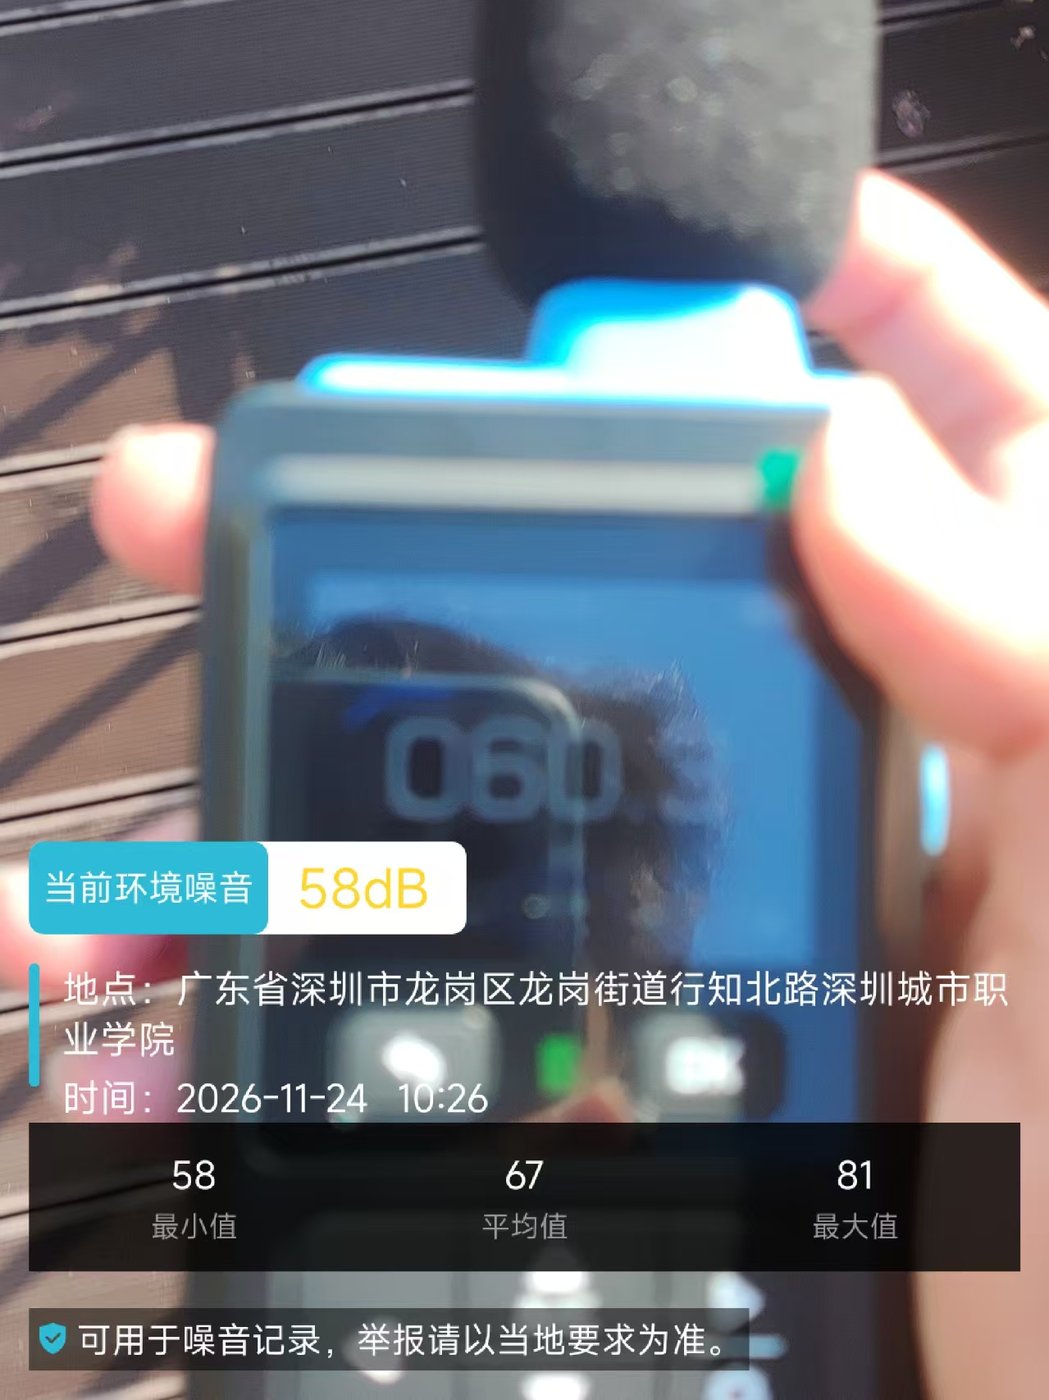 060.
当前环境噪音 58dB
地点：广东省深圳市龙岗区龙岗街道行知北路深圳城市职
业学院
时间：2026-11-24 10:26
58 67 81
最小值 平均值 最大值
可用于噪音记录，举报请以当地要求为准。